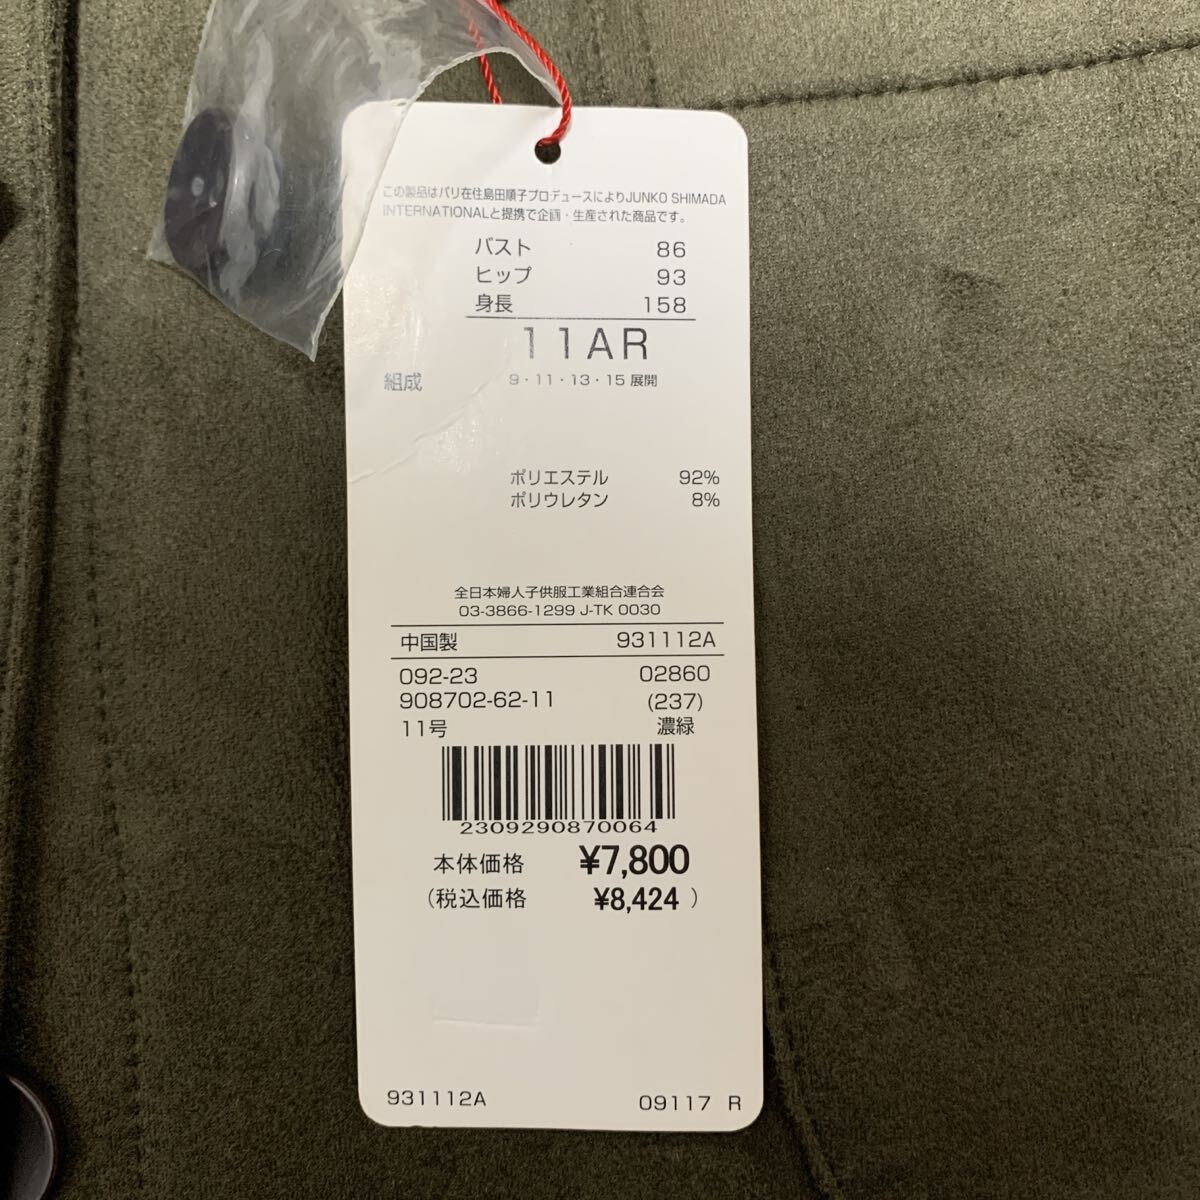 この製品はパリ在住島田順子プロデュースによりJUNKO SHIMADA
INTERNATIONALと提携で企画・生産された商品です。
バスト 86
ヒップ 93
身長 158
11AR
組成 9・11・13・15 展開
ポリエステル 92%
ポリウレタン 8%
全日本婦人子供服工業組合連合会
03-3866-1299 J-TK 0030
中国製 931112A
092-23 02860
908702-62-11 (237)
11号 濃緑
2309290870064
本体価格 ¥7,800
(税込価格 ¥8,424 )
931112A 09117 R